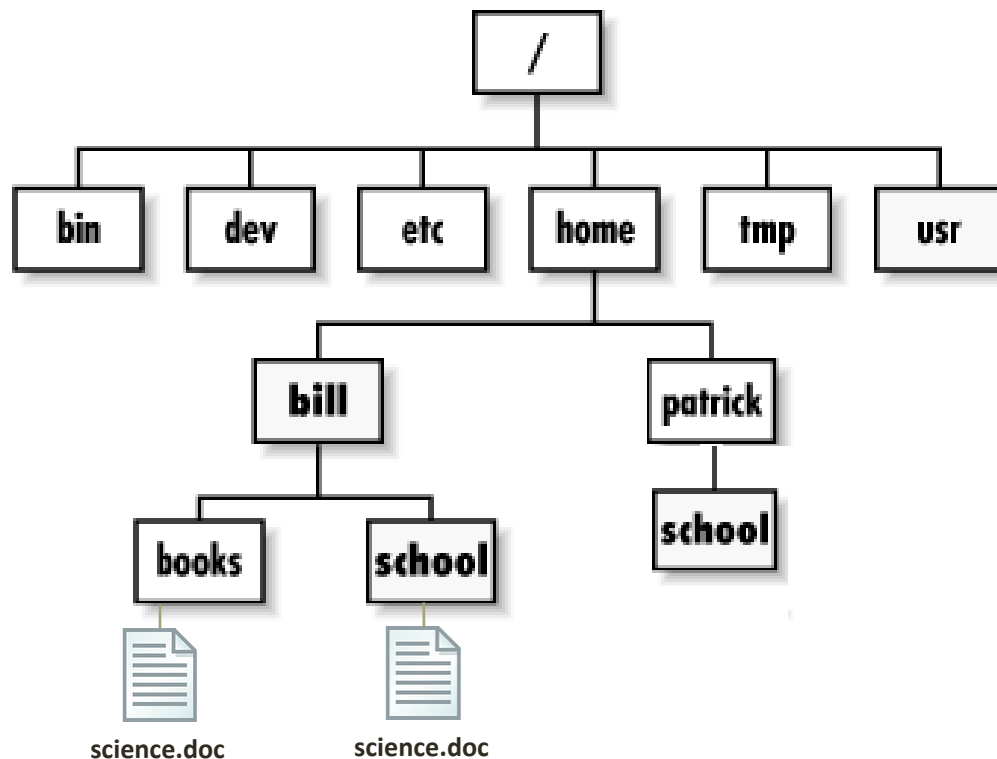 /
bin
dev
etc
home
tmp
usr
bill
patrick
books
school
school
science.doc
science.doc